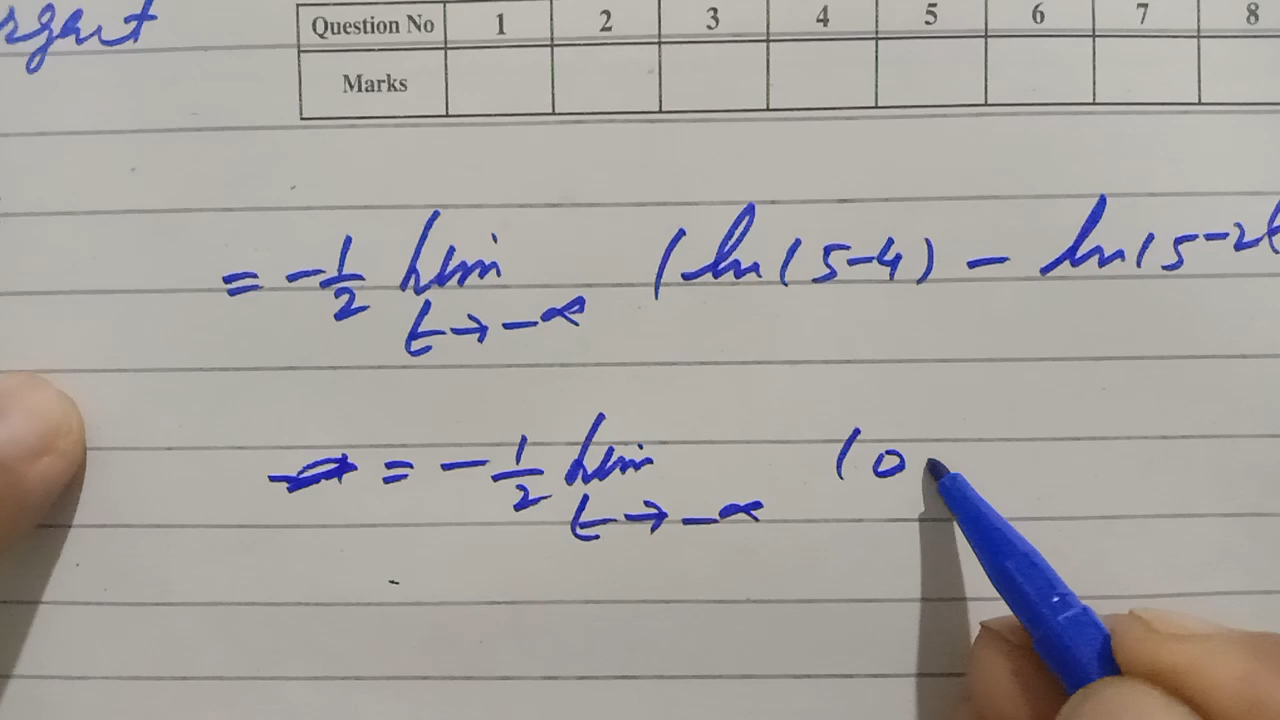 Question No 1 2 3 4 5 6 7 8
Marks
= -1/2 lim t→-∞ (ln(5-4) - ln(5-2t
= -1/2 lim t→-∞ (0